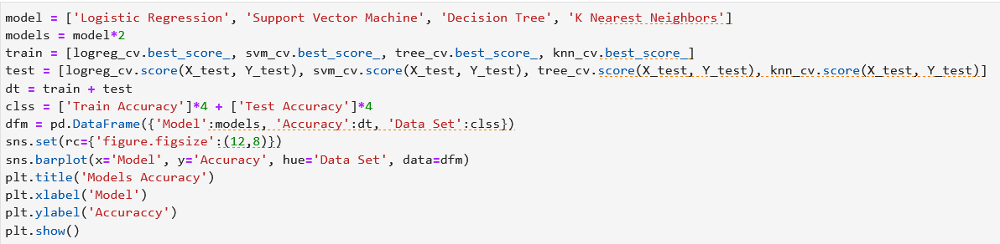 model = ['Logistic Regression', 'Support Vector Machine', 'Decision Tree', 'K Nearest Neighbors']
models = model*2
train = [logreg_cv.best_score_, svm_cv.best_score_, tree_cv.best_score_, knn_cv.best_score_]
test = [logreg_cv.score(X_test, Y_test), svm_cv.score(X_test, Y_test), tree_cv.score(X_test, Y_test), knn_cv.score(X_test, Y_test)]
dt = train + test
clss = ['Train Accuracy']*4 + ['Test Accuracy']*4
dfm = pd.DataFrame({'Model':models, 'Accuracy':dt, 'Data Set':clss})
sns.set(rc={'figure.figsize':(12,8)})
sns.barplot(x='Model', y='Accuracy', hue='Data Set', data=dfm)
plt.title('Models Accuracy')
plt.xlabel('Model')
plt.ylabel('Accuraccy')
plt.show()